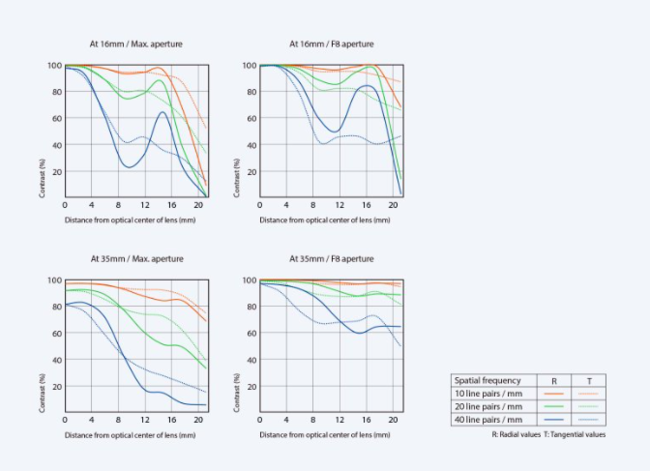 At 16mm / Max. aperture
100
80
60
40
20
Contrast (%)
0 4 8 12 16 20
Distance from optical center of lens (mm)
At 16mm / F8 aperture
100
80
60
40
20
Contrast (%)
0 4 8 12 16 20
Distance from optical center of lens (mm)
At 35mm / Max. aperture
100
80
60
40
20
Contrast (%)
0 4 8 12 16 20
Distance from optical center of lens (mm)
At 35mm / F8 aperture
100
80
60
40
20
Contrast (%)
0 4 8 12 16 20
Distance from optical center of lens (mm)
Spatial frequency R T
10 line pairs / mm
20 line pairs / mm
40 line pairs / mm
R: Radial values T: Tangential values